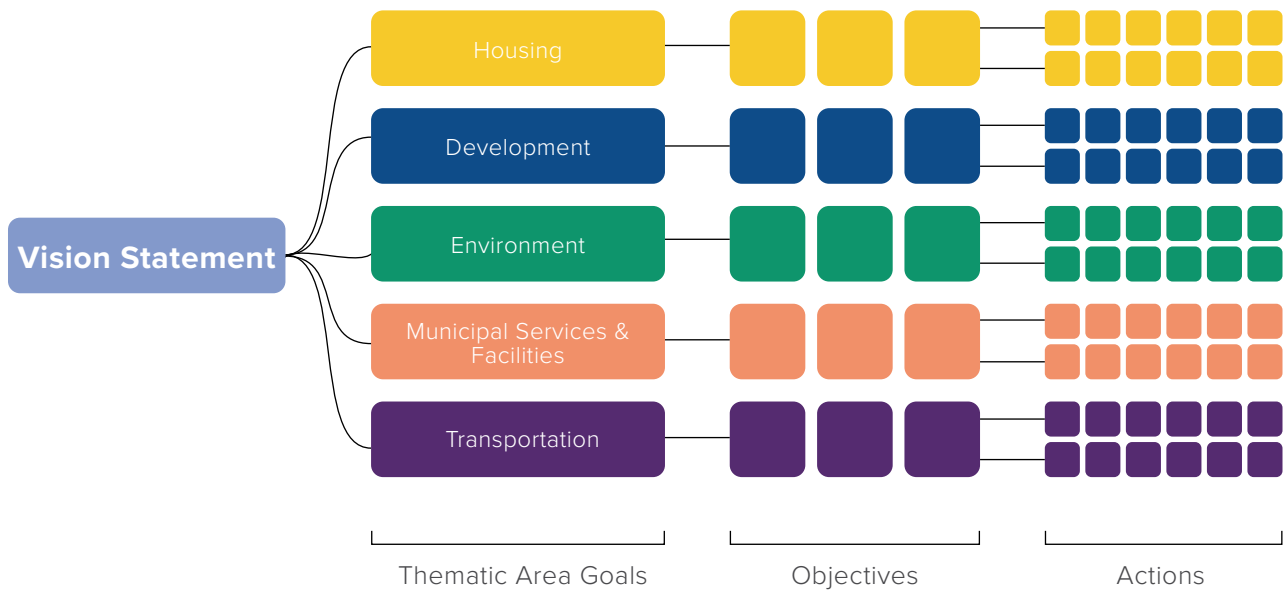 Housing
Development
Environment
Vision Statement
Municipal Services &
Facilities
Transportation
Thematic Area Goals
Objectives
Actions